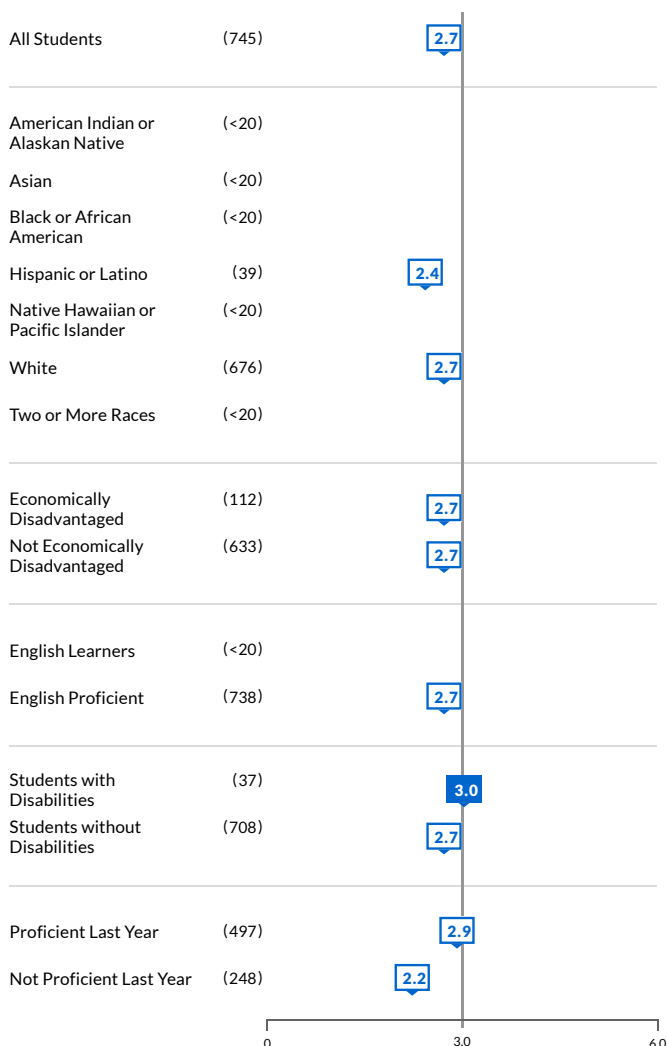 All Students (745) 2.7
American Indian or (<20)
Alaskan Native
Asian (<20)
Black or African (<20)
American
Hispanic or Latino (39) 2.4
Native Hawaiian or (<20)
Pacific Islander
White (676) 2.7
Two or More Races (<20)
Economically (112) 2.7
Disadvantaged
Not Economically (633) 2.7
Disadvantaged
English Learners (<20)
English Proficient (738) 2.7
Students with (37) 3.0
Disabilities
Students without (708) 2.7
Disabilities
Proficient Last Year (497) 2.9
Not Proficient Last Year (248) 2.2
0 3.0 6.0